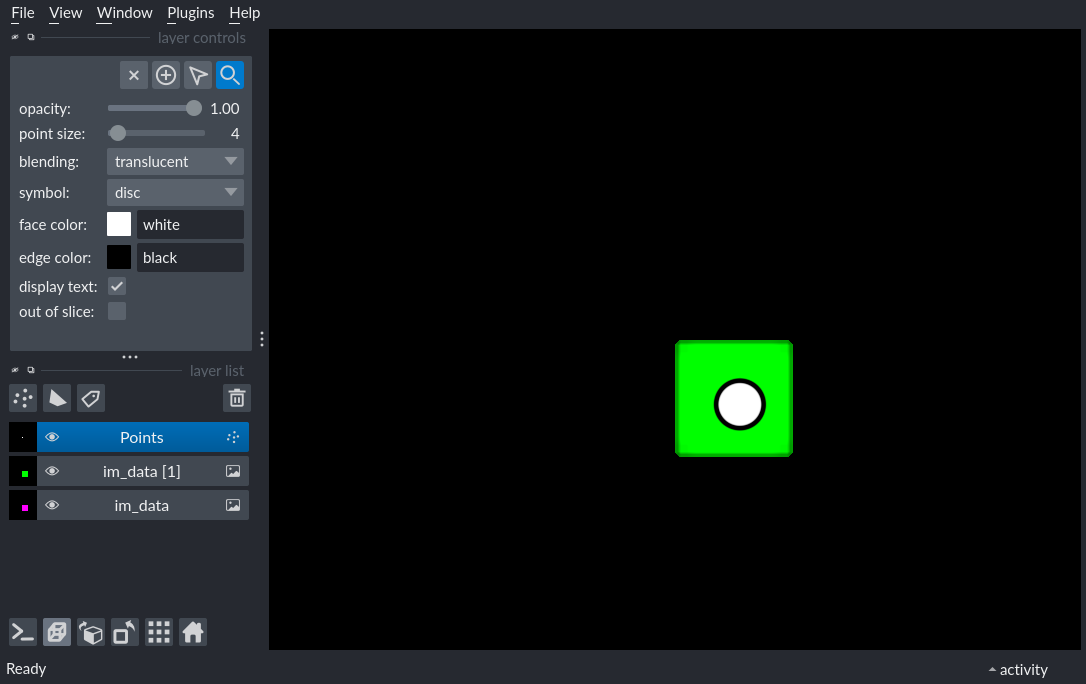 File View Window Plugins Help
layer controls
opacity: 1.00
point size: 4
blending: translucent
symbol: disc
face color: white
edge color: black
display text:
out of slice:
layer list
Points
im_data [1]
im_data
Ready
activity